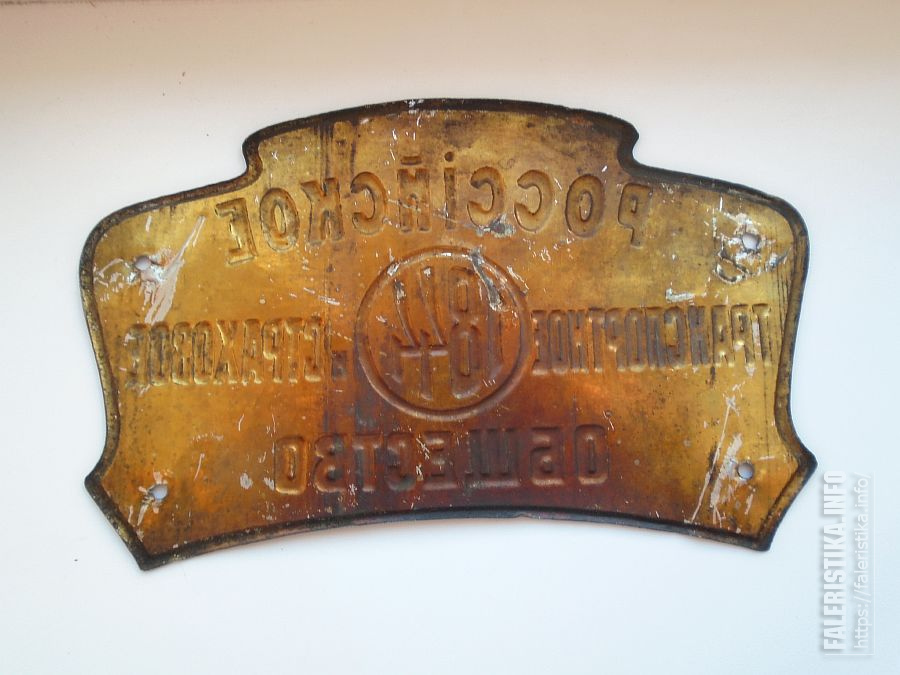 РОССІЙСКОЕ
ТРАНСПОРТНОЕ 1844 СТРАХОВОЕ
ОБЩЕСТВО
FALERISTIKA.INFO
https://faleristika.info/